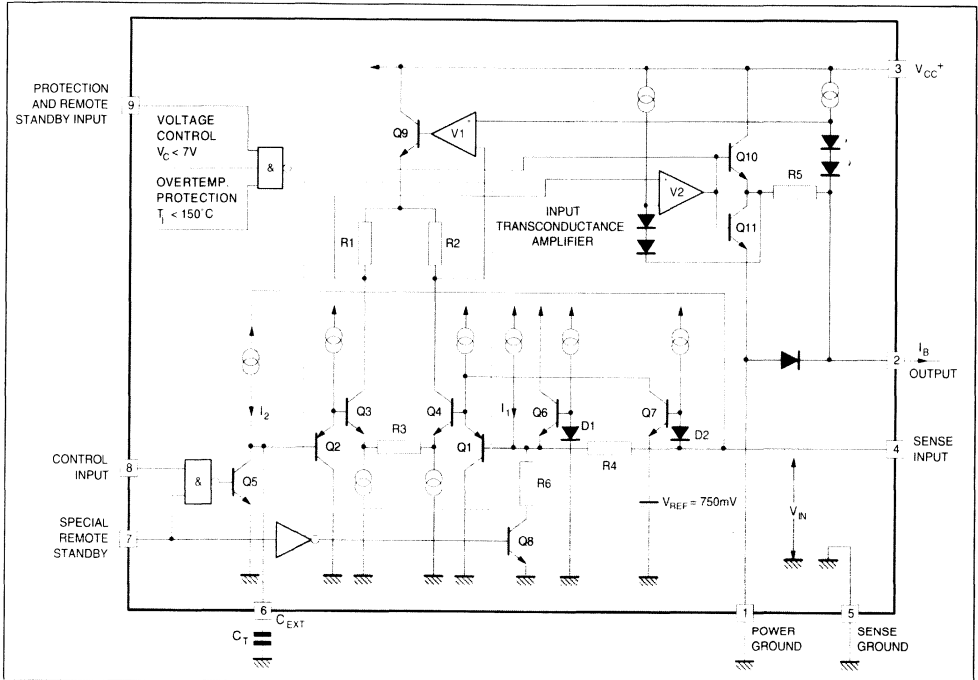 PROTECTION
AND REMOTE
STANDBY INPUT
9
VOLTAGE
CONTROL
V_C < 7V
&
OVERTEMP.
PROTECTION
T_I < 150°C
3
V_CC+
Q9
V1
Q10
R5
V2
INPUT
TRANSCONDUCTANCE
AMPLIFIER
Q11
R1
R2
2
I_B
OUTPUT
I_2
Q3
Q4
I_1
Q6
Q7
D1
D2
Q2
R3
Q1
R4
4
SENSE
INPUT
CONTROL
INPUT
8
&
Q5
R6
V_REF = 750mV
V_IN
SPECIAL
REMOTE
STANDBY
7
Q8
6
C_EXT
C_T
1
POWER
GROUND
5
SENSE
GROUND